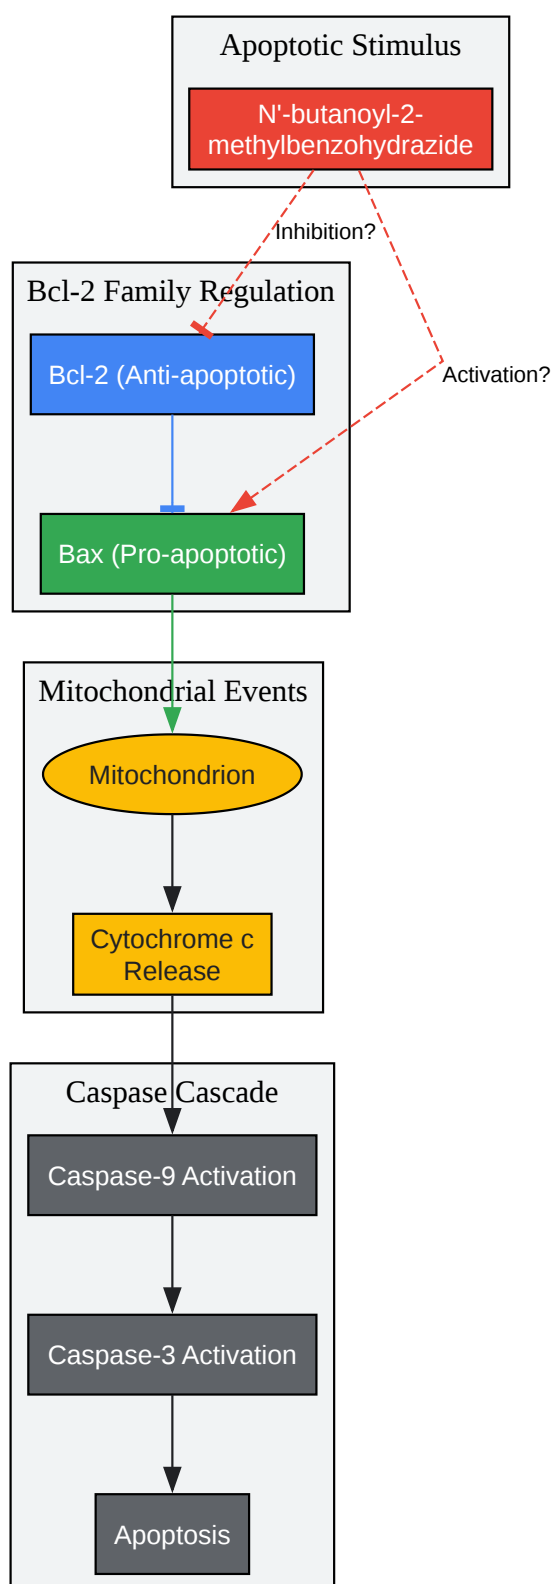 Apoptotic Stimulus
N'-butanoyl-2-
methylbenzohydrazide
Inhibition?
Bcl-2 Family Regulation
Bcl-2 (Anti-apoptotic)
Activation?
Bax (Pro-apoptotic)
Mitochondrial Events
Mitochondrion
Cytochrome c
Release
Caspase Cascade
Caspase-9 Activation
Caspase-3 Activation
Apoptosis